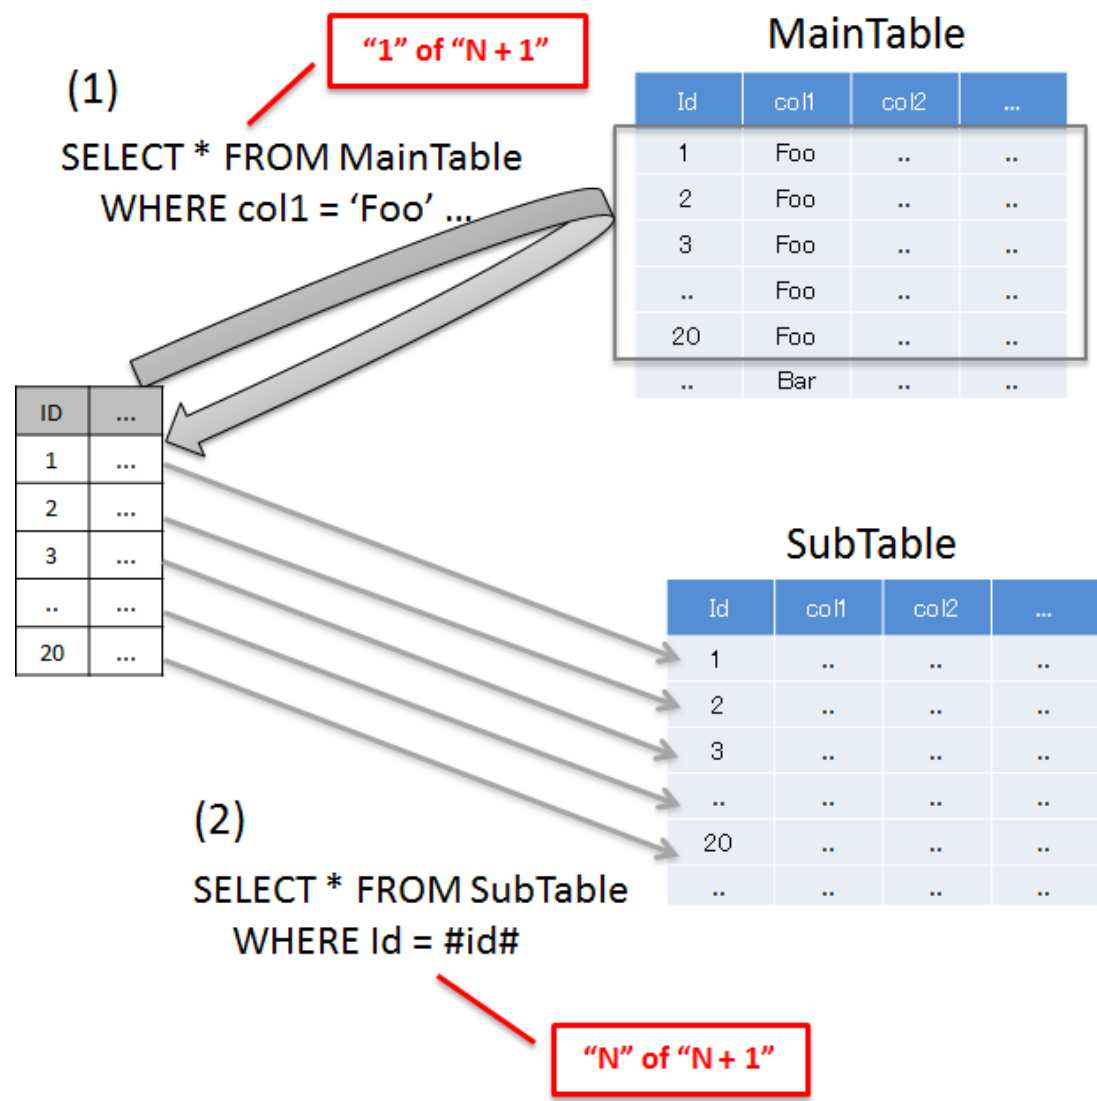 “1” of “N + 1”
(1)
SELECT * FROM MainTable
WHERE col1 = ‘Foo’ ...
MainTable
Id col1 col2 ...
1 Foo .. ..
2 Foo .. ..
3 Foo .. ..
.. Foo .. ..
20 Foo .. ..
.. Bar .. ..
ID ...
1 ...
2 ...
3 ...
.. ...
20 ...
SubTable
Id col1 col2 ...
1 .. .. ..
2 .. .. ..
3 .. .. ..
.. .. .. ..
20 .. .. ..
.. .. .. ..
(2)
SELECT * FROM SubTable
WHERE Id = #id#
“N” of “N + 1”